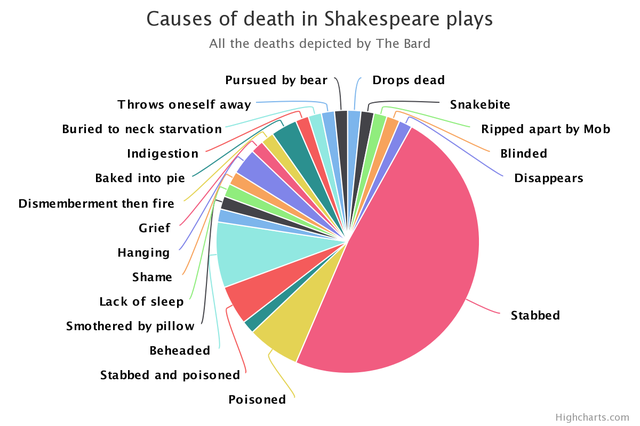 Causes of death in Shakespeare plays
All the deaths depicted by The Bard
Pursued by bear
Drops dead
Throws oneself away
Snakebite
Buried to neck starvation
Ripped apart by Mob
Indigestion
Blinded
Baked into pie
Disappears
Dismemberment then fire
Grief
Hanging
Shame
Lack of sleep
Stabbed
Smothered by pillow
Beheaded
Stabbed and poisoned
Poisoned
Highcharts.com